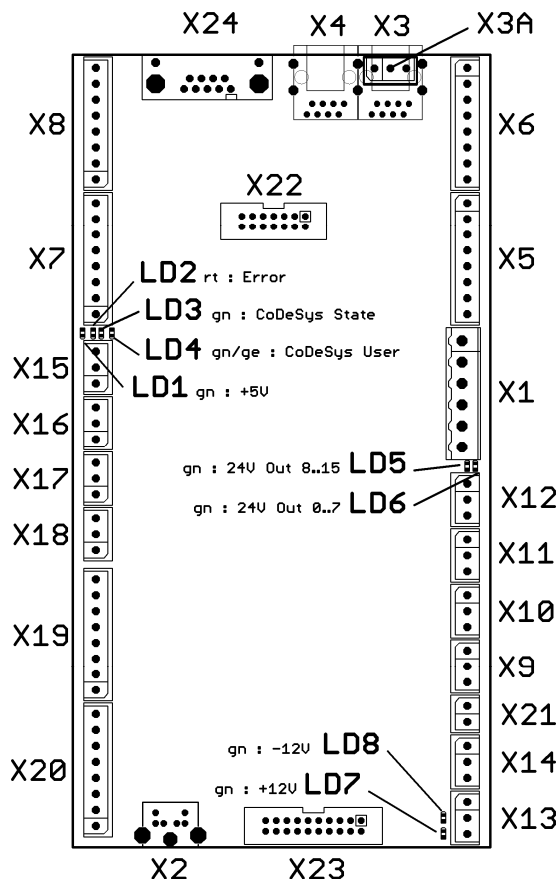 X24
X4
X3
X3A
X8
X6
X22
X7
X5
LD2 rt : Error
LD3 gn : CoDeSys State
LD4 gn/ge : CoDeSys User
X15
LD1 gn : +5V
X1
X16
gn : 24V Out 8..15 LD5
X17
X12
gn : 24V Out 0..7 LD6
X18
X11
X10
X19
X9
X21
gn : -12V LD8
X14
X20
gn : +12V LD7
X13
X2
X23